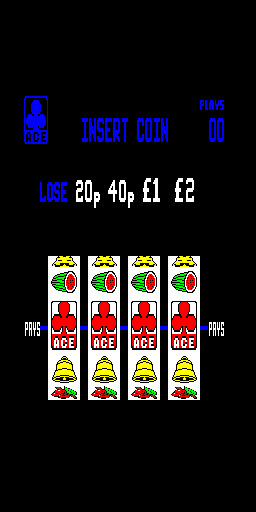 PLAYS
ACE
INSERT COIN 00
LOSE 20p 40p £1 £2
PAYS ACE ACE ACE ACE PAYS